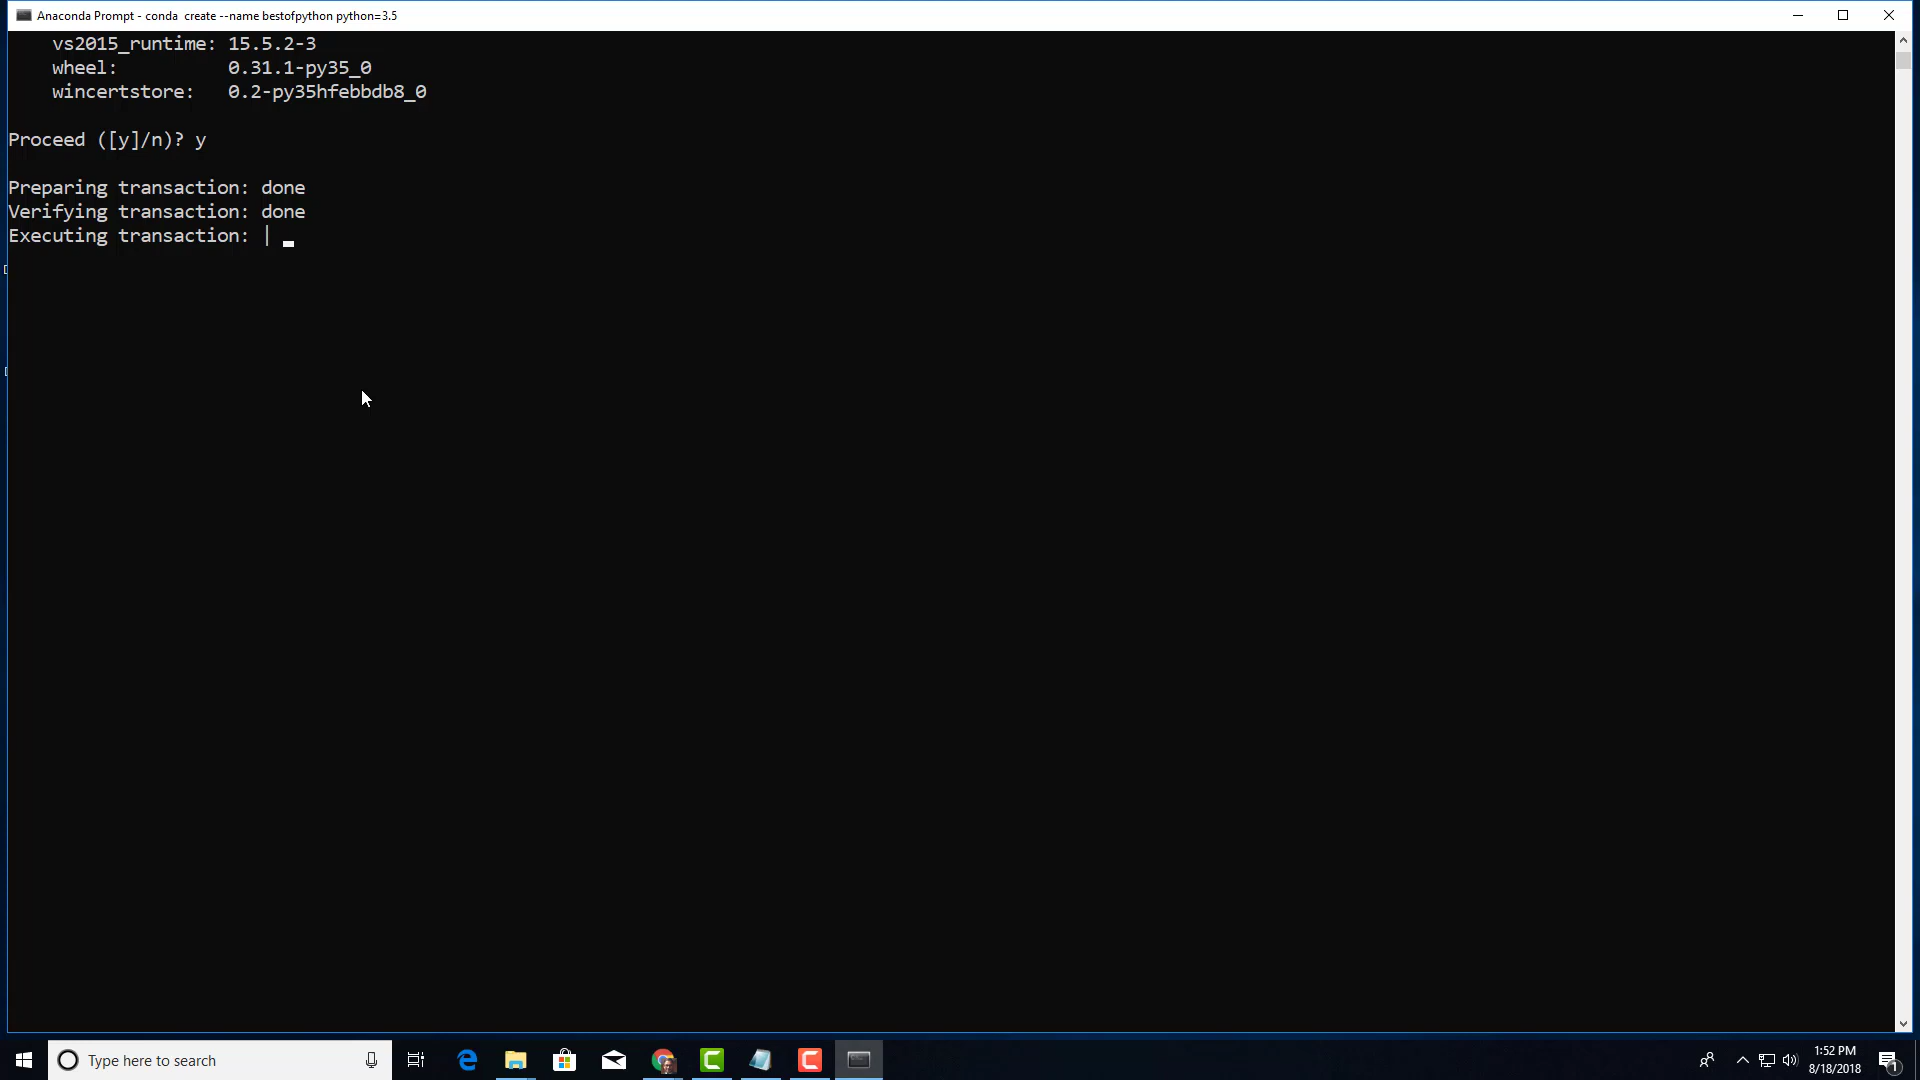 Anaconda Prompt - conda  create --name bestofpython python=3.5
vs2015_runtime: 15.5.2-3
wheel:          0.31.1-py35_0
wincertstore:   0.2-py35hfebbdb8_0
Proceed ([y]/n)? y
Preparing transaction: done
Verifying transaction: done
Executing transaction: |
Type here to search
1:52 PM
8/18/2018
1